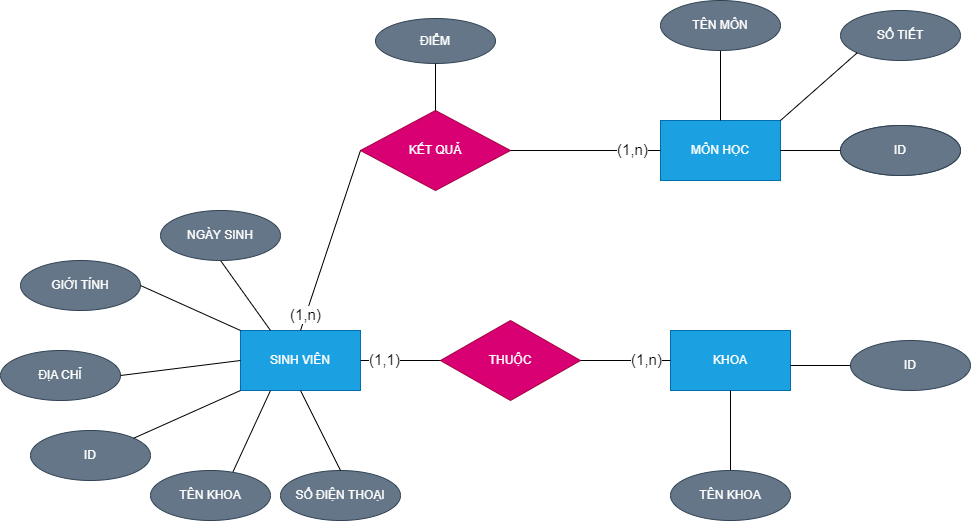 TÊN MÔN
SỐ TIẾT
ĐIỂM
KẾT QUẢ
(1,n)
MÔN HỌC
ID
NGÀY SINH
GIỚI TÍNH
(1,n)
ĐỊA CHỈ
SINH VIÊN
(1,1)
THUỘC
(1,n)
KHOA
ID
ID
TÊN KHOA
SỐ ĐIỆN THOẠI
TÊN KHOA